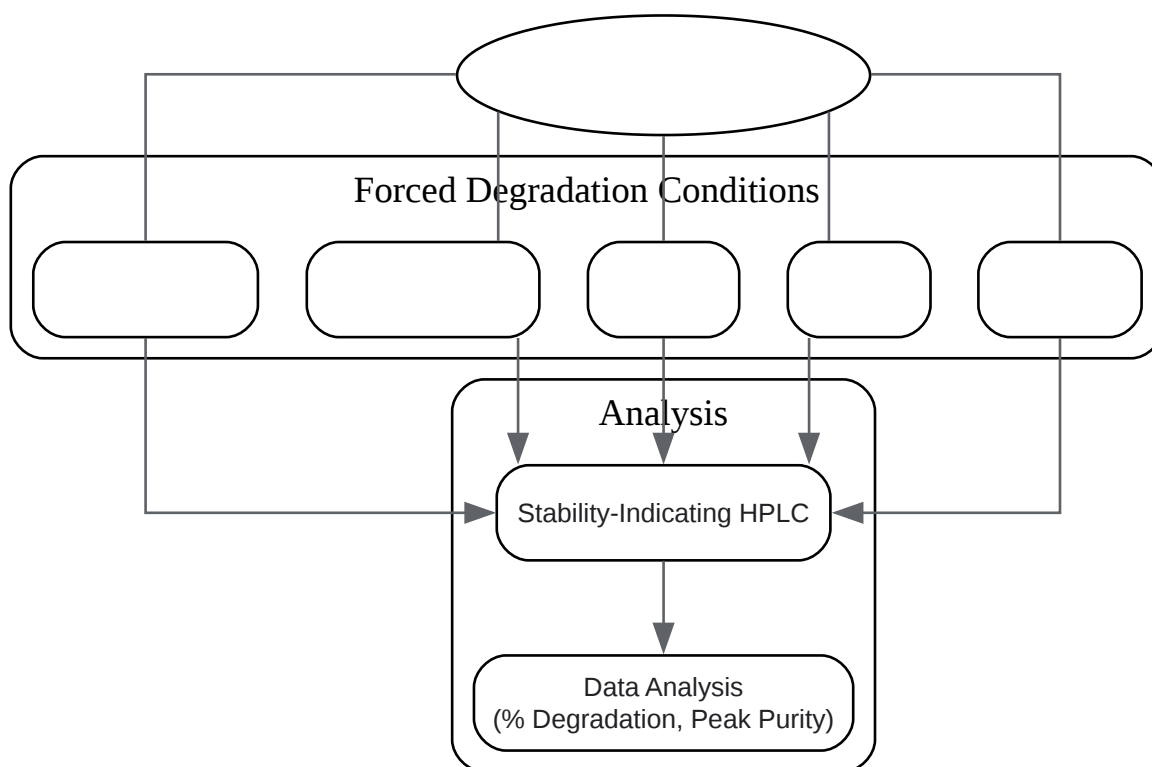 Forced Degradation Conditions
Analysis
Stability-Indicating HPLC
Data Analysis
(% Degradation, Peak Purity)